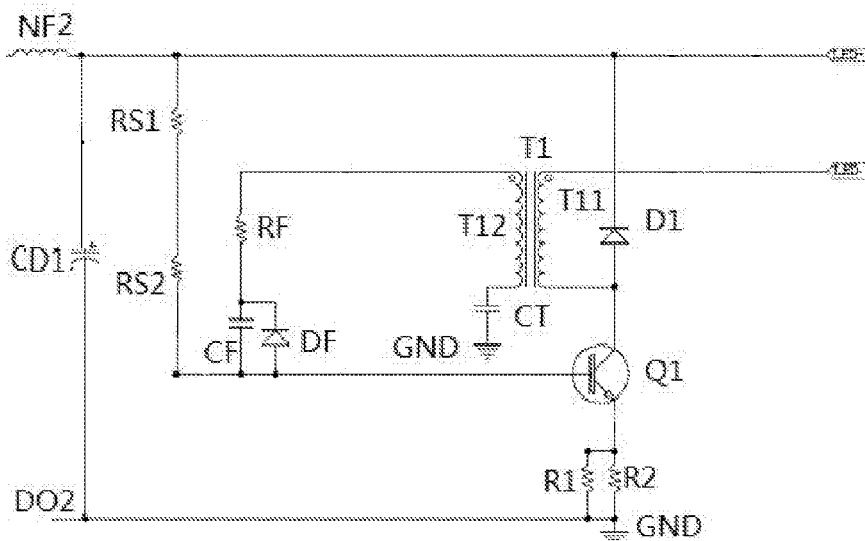 NF2
RS1
T1
T11
RF
T12
D1
CD1
RS2
CF
DF
GND
CT
Q1
R1
R2
DO2
GND